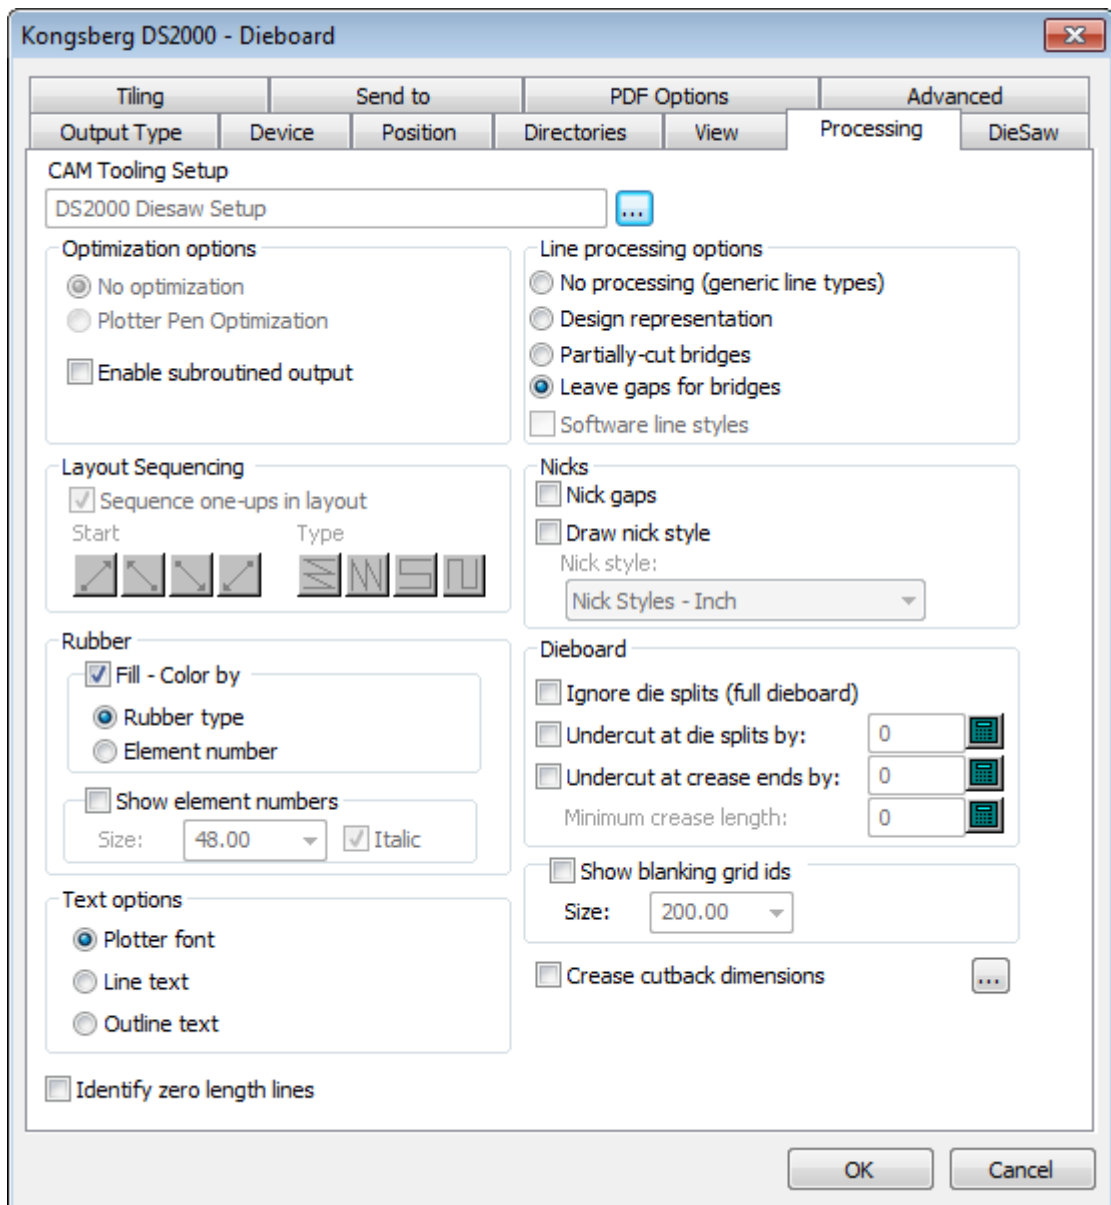 Kongsberg DS2000 - Dieboard
Tiling Send to PDF Options Advanced
Output Type Device Position Directories View Processing DieSaw
CAM Tooling Setup
DS2000 Diesaw Setup ...
Optimization options
No optimization
Plotter Pen Optimization
Enable subroutined output
Line processing options
No processing (generic line types)
Design representation
Partially-cut bridges
Leave gaps for bridges
Software line styles
Layout Sequencing
Sequence one-ups in layout
Start Type
Nicks
Nick gaps
Draw nick style
Nick style:
Nick Styles - Inch
Rubber
Fill - Color by
Rubber type
Element number
Show element numbers
Size: 48.00 Italic
Dieboard
Ignore die splits (full dieboard)
Undercut at die splits by: 0
Undercut at crease ends by: 0
Minimum crease length: 0
Show blanking grid ids
Size: 200.00
Text options
Plotter font
Line text
Outline text
Crease cutback dimensions ...
Identify zero length lines
OK Cancel